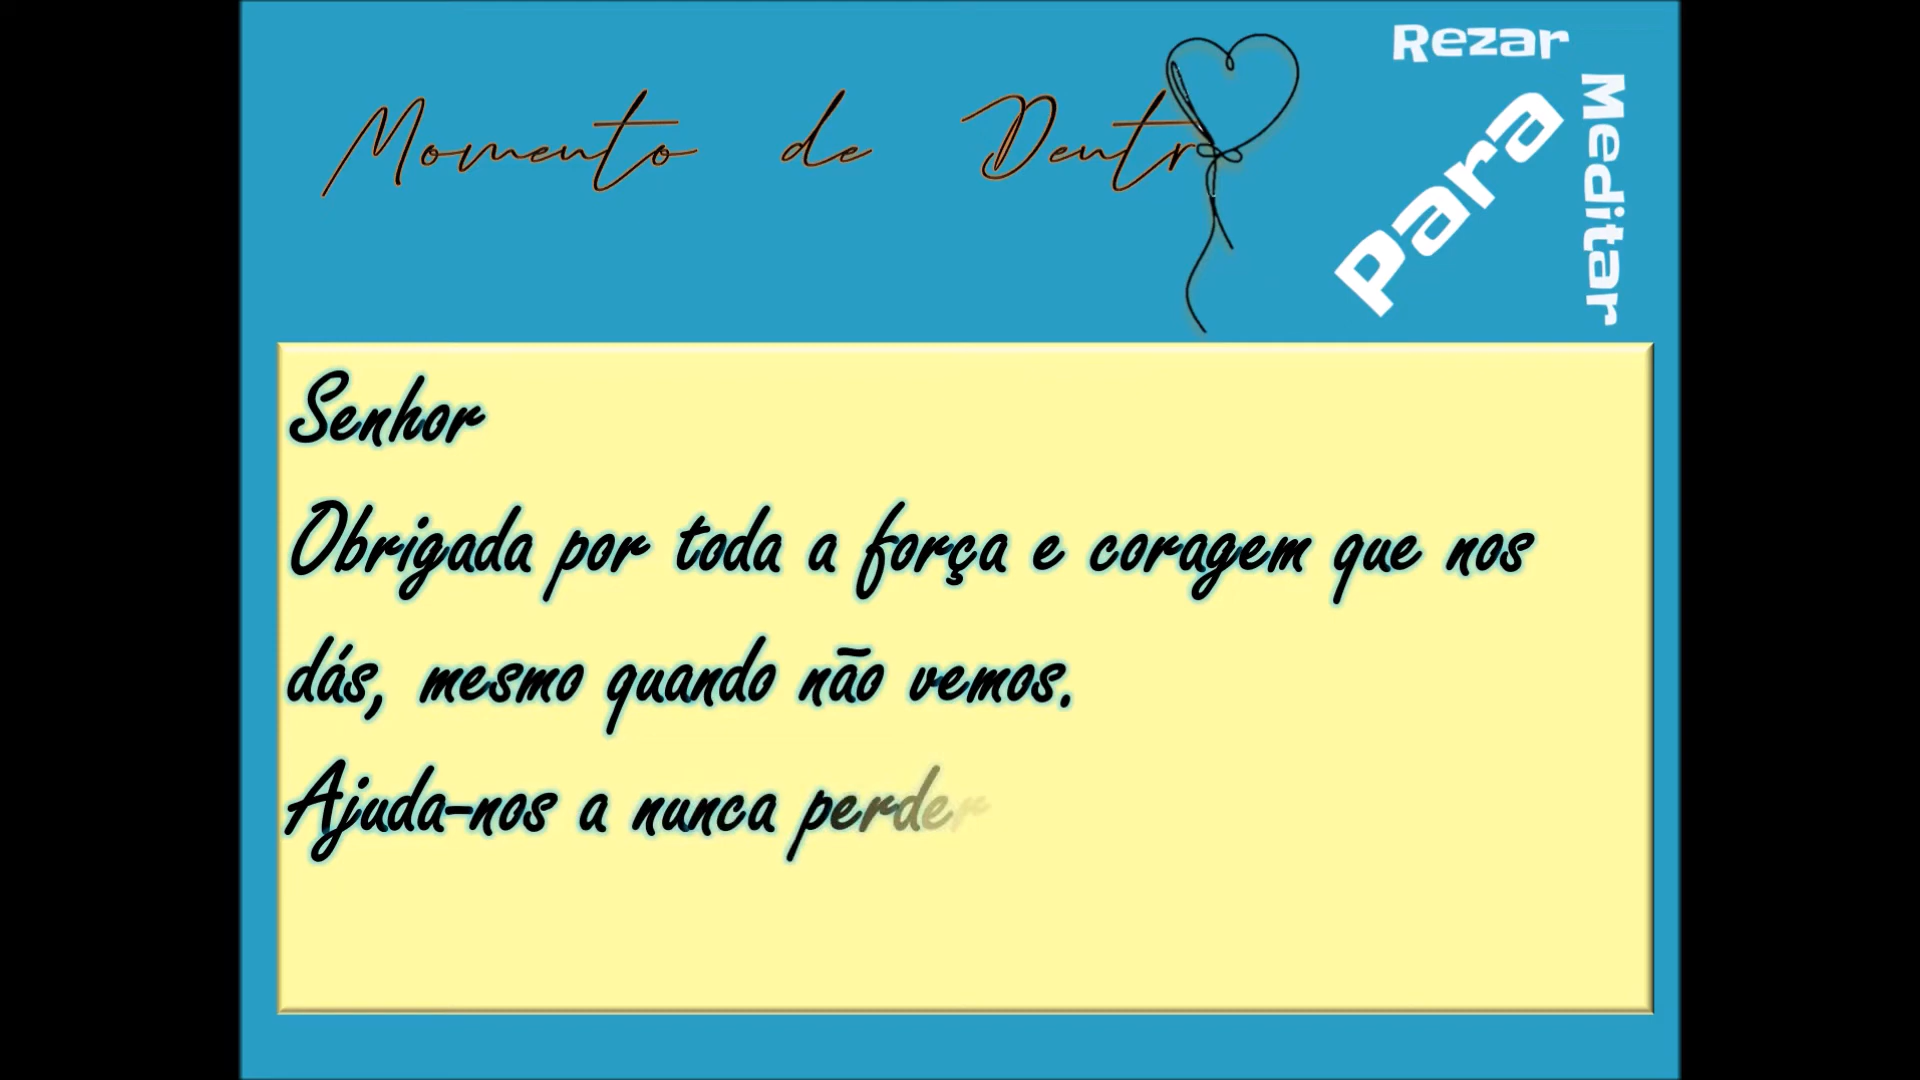 Momento de Dentr
Rezar
Para
Meditar
Senhor
Obrigada por toda a força e coragem que nos
dás, mesmo quando não vemos.
Ajuda-nos a nunca perder